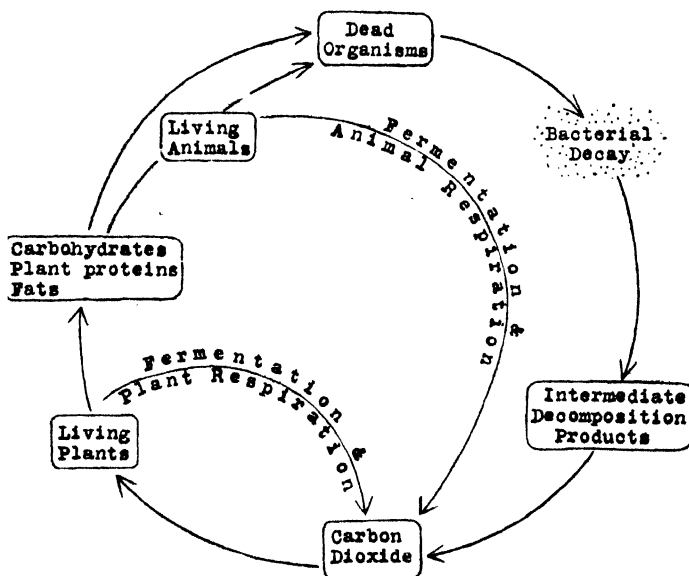 Dead
Organisms
Living
Animals
Fermentation &
Animal Respiration
Bacterial
Decay
Carbohydrates
Plant proteins
Fats
Fermentation &
Plant Respiration
Living
Plants
Intermediate
Decomposition
Products
Carbon
Dioxide